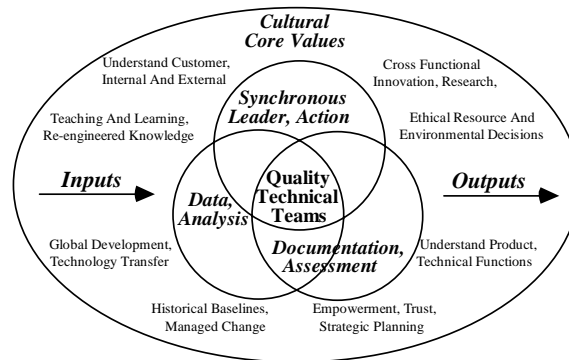 Cultural
Core Values
Understand Customer,
Internal And External
Cross Functional
Innovation, Research,
Synchronous
Leader, Action
Teaching And Learning,
Re-engineered Knowledge
Ethical Resource And
Environmental Decisions
Inputs
Quality
Technical
Teams
Outputs
Data,
Analysis
Documentation,
Assessment
Global Development,
Technology Transfer
Understand Product,
Technical Functions
Historical Baselines,
Managed Change
Empowerment, Trust,
Strategic Planning